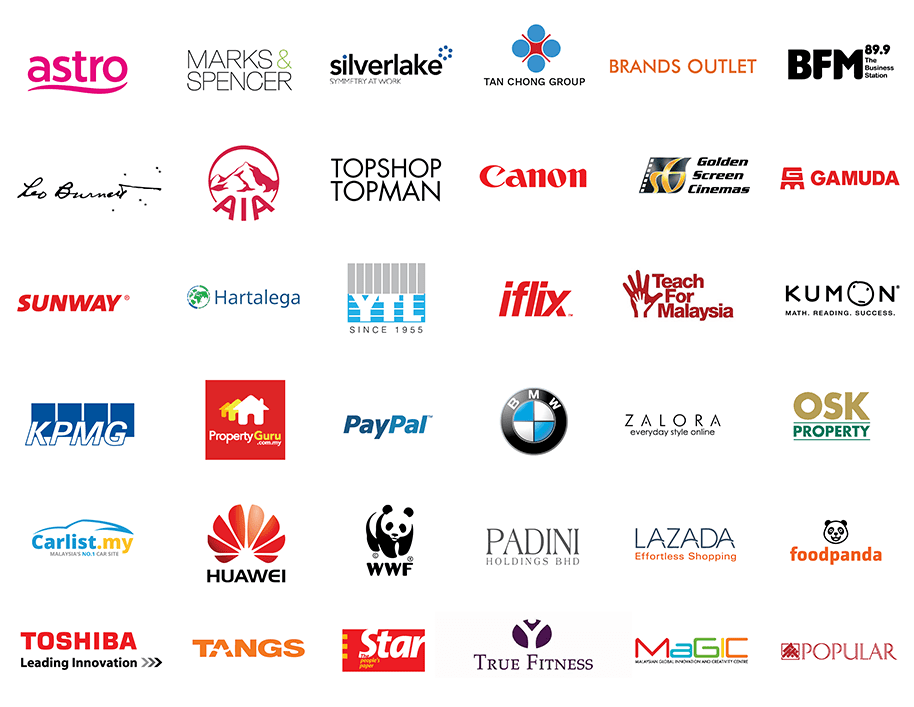 astro
MARKS &
SPENCER
silverlake
SYMMETRY AT WORK
TAN CHONG GROUP
BRANDS OUTLET
BFM 89.9
The
Business
Station
Leo Burnett
AIA
TOPSHOP
TOPMAN
Canon
Golden
Screen
Cinemas
GAMUDA
SUNWAY®
Hartalega
YTL
SINCE 1955
iflix™
Teach
For
Malaysia
KUMON®
MATH. READING. SUCCESS.
KPMG
PropertyGuru
.com.my
PayPal™
BMW
ZALORA
everyday style online
OSK
PROPERTY
Carlist.my
MALAYSIA'S NO.1 CAR SITE
HUAWEI
©
WWF®
PADINI
HOLDINGS BHD
LAZADA
Effortless Shopping
foodpanda
TOSHIBA
Leading Innovation >>>
TANGS
The Star
people's
paper
TRUE FITNESS
MaGIC
MALAYSIAN GLOBAL INNOVATION AND CREATIVITY CENTRE
POPULAR